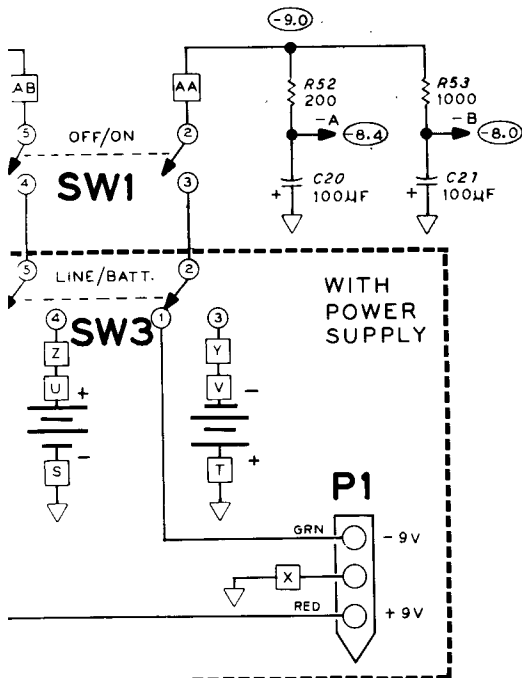 -9.0
AB
AA
R52
200
R53
1000
-A
-8.4
-B
-8.0
5
OFF/ON
2
4
SW1
3
C20
100µF
+
C21
100µF
+
5
LINE/BATT.
2
WITH
POWER
SUPPLY
4
SW3
1
3
Z
Y
U
+
V
-
S
-
T
+
P1
GRN
-9V
X
RED
+9V